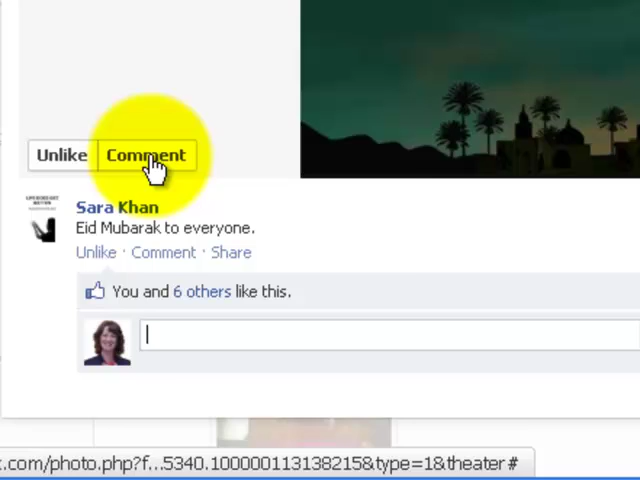 Unlike Comment
Sara Khan
Eid Mubarak to everyone.
Unlike · Comment · Share
You and 6 others like this.
.com/photo.php?f...5340.1000001131138215&type=1&theater#